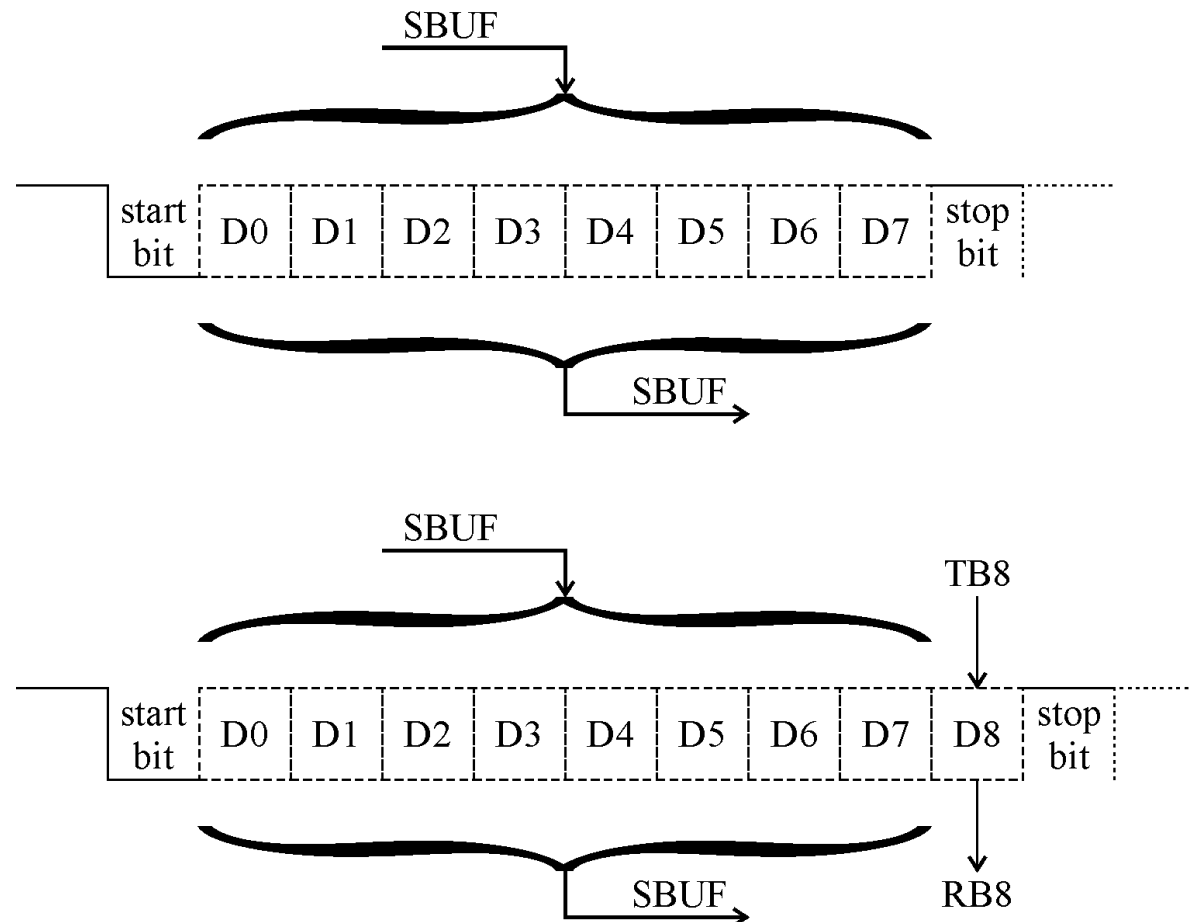 SBUF
start bit D0 D1 D2 D3 D4 D5 D6 D7 stop bit
SBUF
SBUF
TB8
start bit D0 D1 D2 D3 D4 D5 D6 D7 D8 stop bit
SBUF
RB8